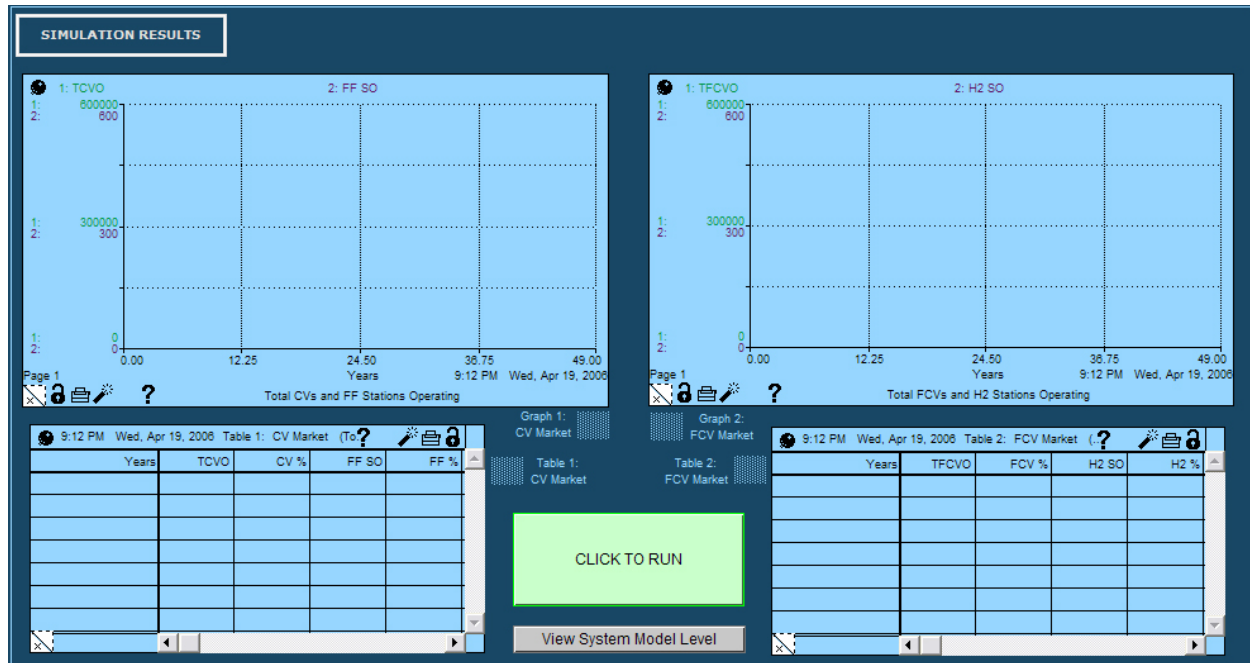 SIMULATION RESULTS
1: TCVO 2: FF SO
1: 600000
2: 600
1: 300000
2: 300
1: 0
2: 0
0.00 12.25 24.50 36.75 49.00
Page 1 Years 9:12 PM Wed, Apr 19, 2006
? Total CVs and FF Stations Operating
1: TFCVO 2: H2 SO
1: 600000
2: 600
1: 300000
2: 300
1: 0
2: 0
0.00 12.25 24.50 36.75 49.00
Page 1 Years 9:12 PM Wed, Apr 19, 2006
? Total FCVs and H2 Stations Operating
Graph 1:
CV Market
Graph 2:
FCV Market
Table 1:
CV Market
Table 2:
FCV Market
9:12 PM Wed, Apr 19, 2006 Table 1: CV Market (To?
Years TCVO CV % FF SO FF %
CLICK TO RUN
View System Model Level
9:12 PM Wed, Apr 19, 2006 Table 2: FCV Market (..?
Years TFCVO FCV % H2 SO H2 %